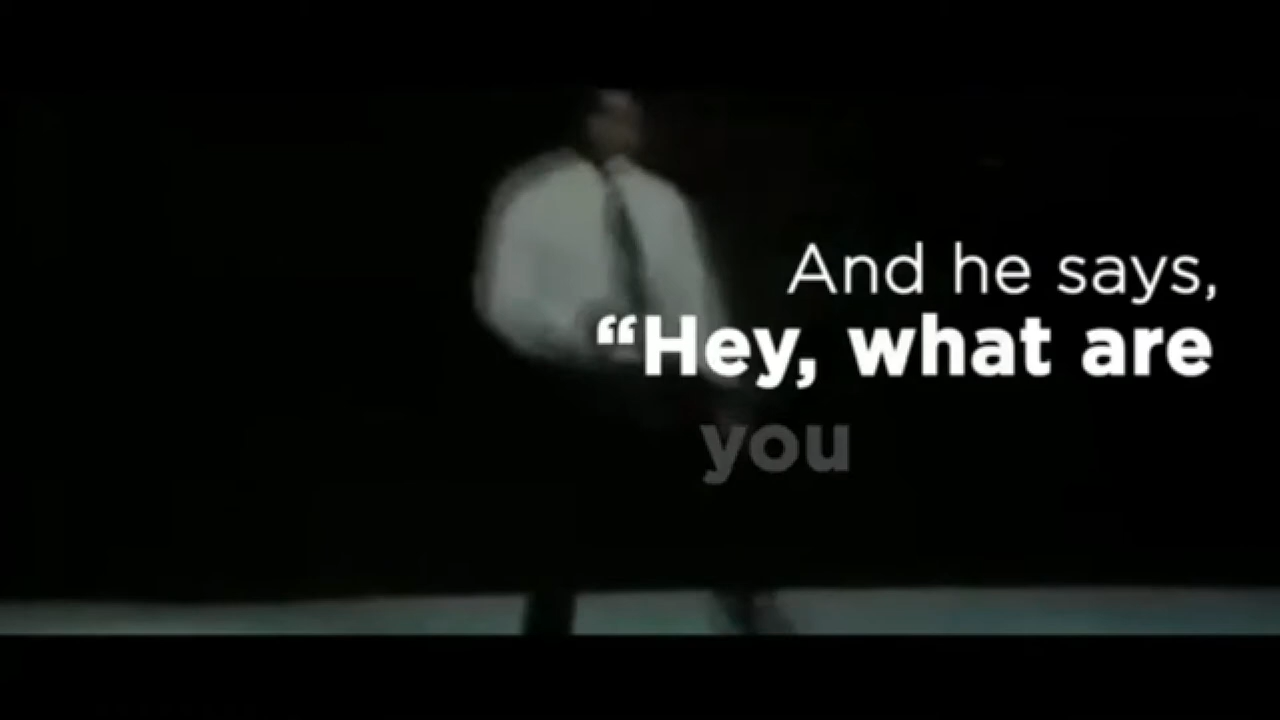 And he says,
“Hey, what are
you